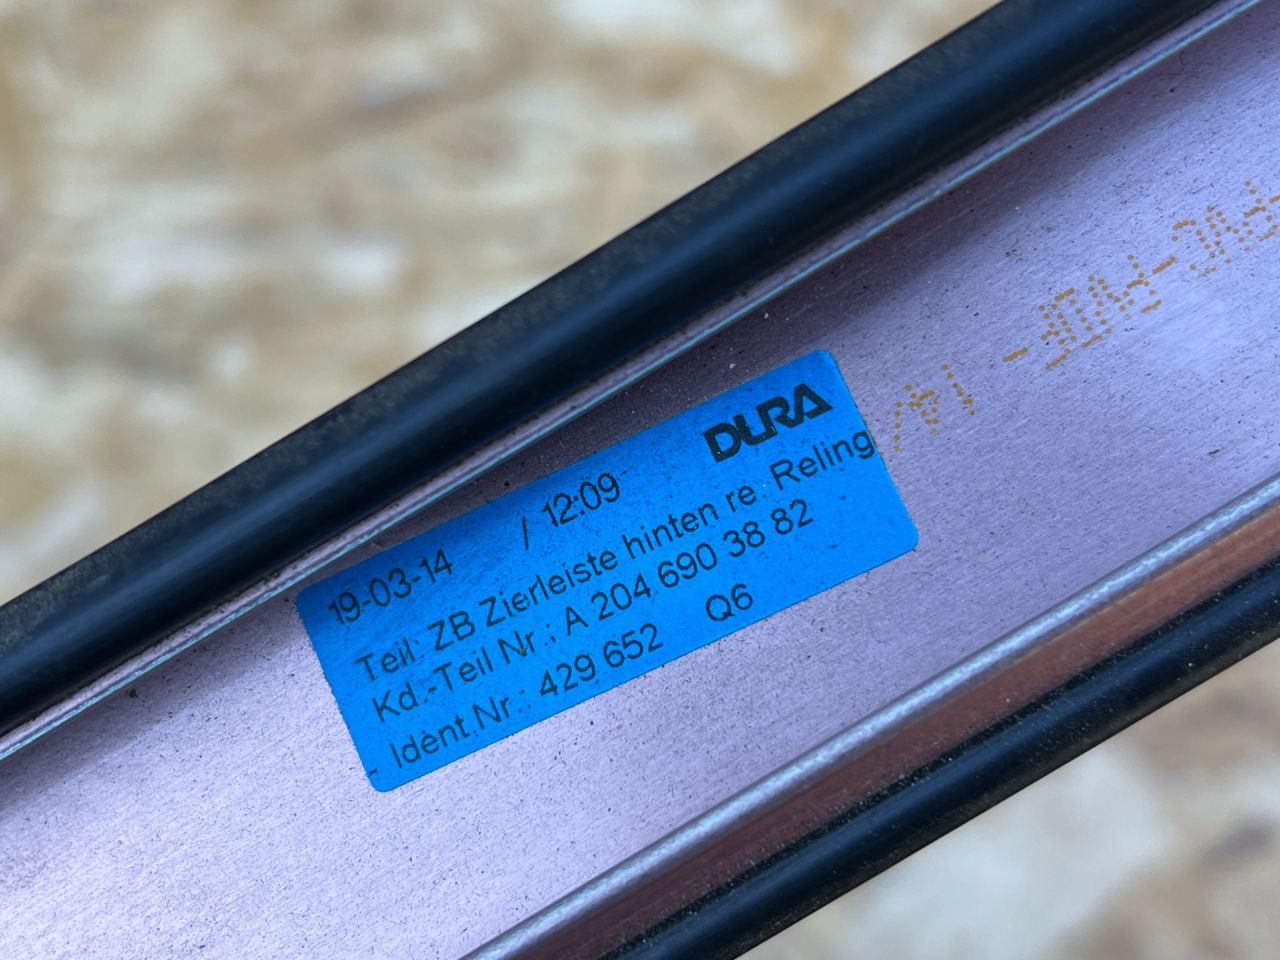 DURA
19-03-14 / 12:09
Teil: ZB Zierleiste hinten re. Reling
Kd.-Teil Nr.: A 204 690 38 82
Ident.Nr.: 429 652 Q6